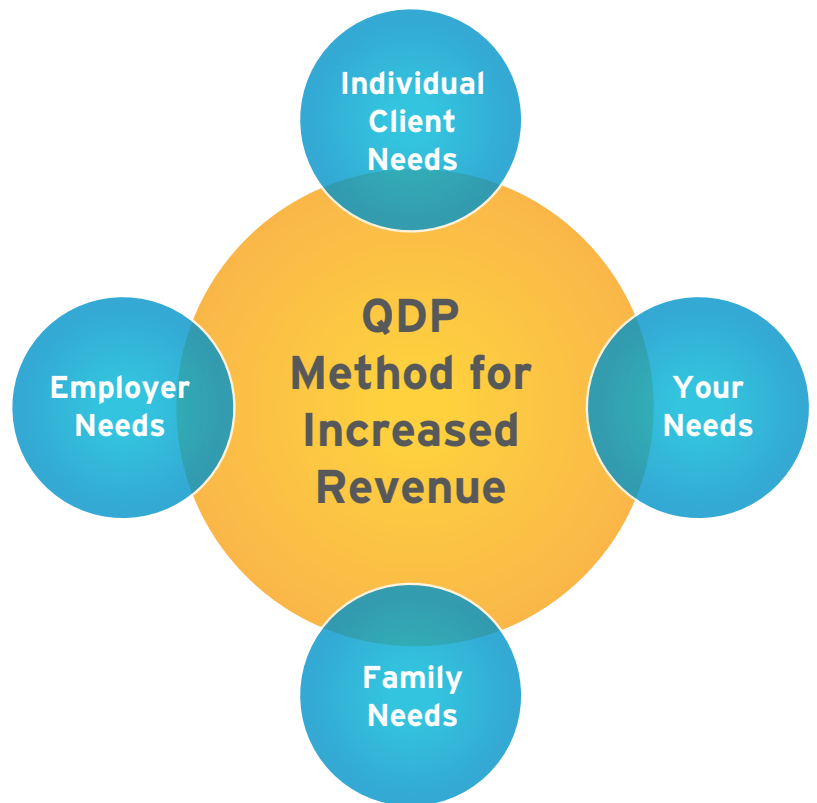 Individual
Client
Needs
QDP
Method for
Increased
Revenue
Employer
Needs
Your
Needs
Family
Needs